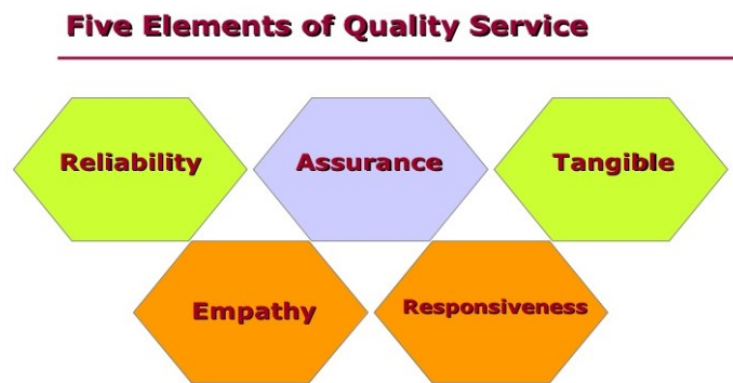 Five Elements of Quality Service
Reliability
Assurance
Tangible
Empathy
Responsiveness